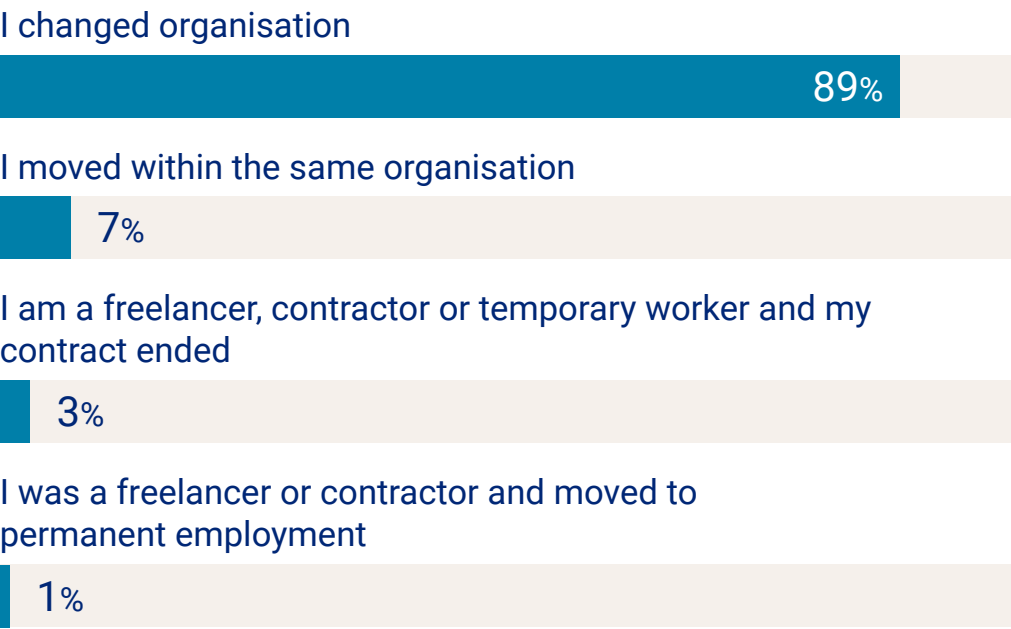 I changed organisation
89%
I moved within the same organisation
7%
I am a freelancer, contractor or temporary worker and my
contract ended
3%
I was a freelancer or contractor and moved to
permanent employment
1%